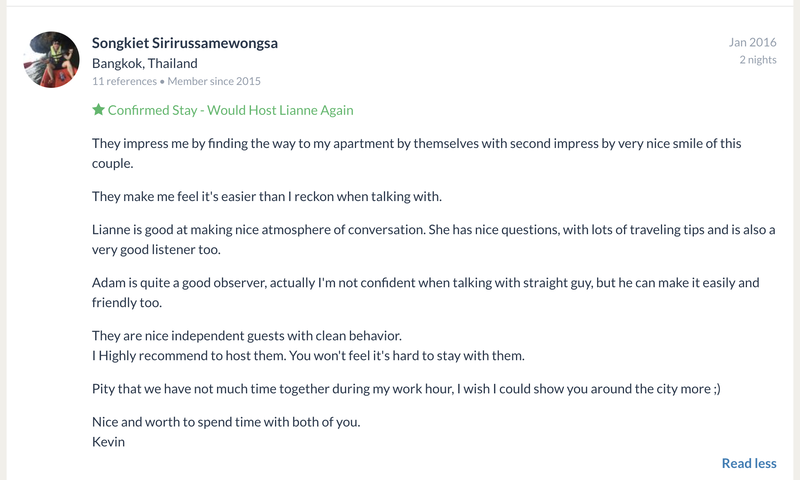 Songkiet Sirirussamewongsa
Jan 2016
Bangkok, Thailand
2 nights
11 references • Member since 2015
Confirmed Stay - Would Host Lianne Again
They impress me by finding the way to my apartment by themselves with second impress by very nice smile of this
couple.
They make me feel it's easier than I reckon when talking with.
Lianne is good at making nice atmosphere of conversation. She has nice questions, with lots of traveling tips and is also a
very good listener too.
Adam is quite a good observer, actually I'm not confident when talking with straight guy, but he can make it easily and
friendly too.
They are nice independent guests with clean behavior.
I Highly recommend to host them. You won't feel it's hard to stay with them.
Pity that we have not much time together during my work hour, I wish I could show you around the city more ;)
Nice and worth to spend time with both of you.
Kevin
Read less